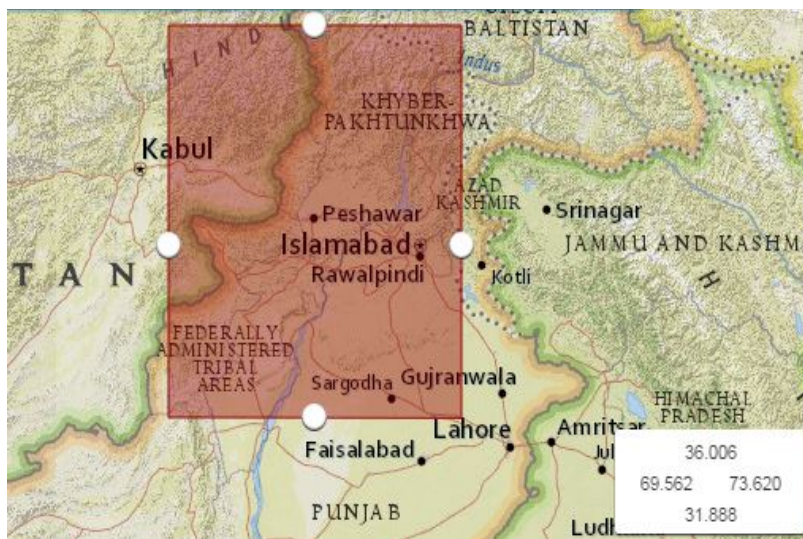 BALTISTAN
HINDU
Indus
KHYBER-
PAKHTUNKHWA
Kabul
AZAD
KASHMIR
Peshawar
Srinagar
Islamabad
JAMMU AND KASHM
Rawalpindi
Kotli
TAN
H
FEDERALLY
ADMINISTERED
TRIBAL
AREAS
Sargodha
Gujranwala
HIMACHAL
PRADESH
Lahore
Amritsar
Faisalabad
Jul
36.006
69.562 73.620
31.888
PUNJAB